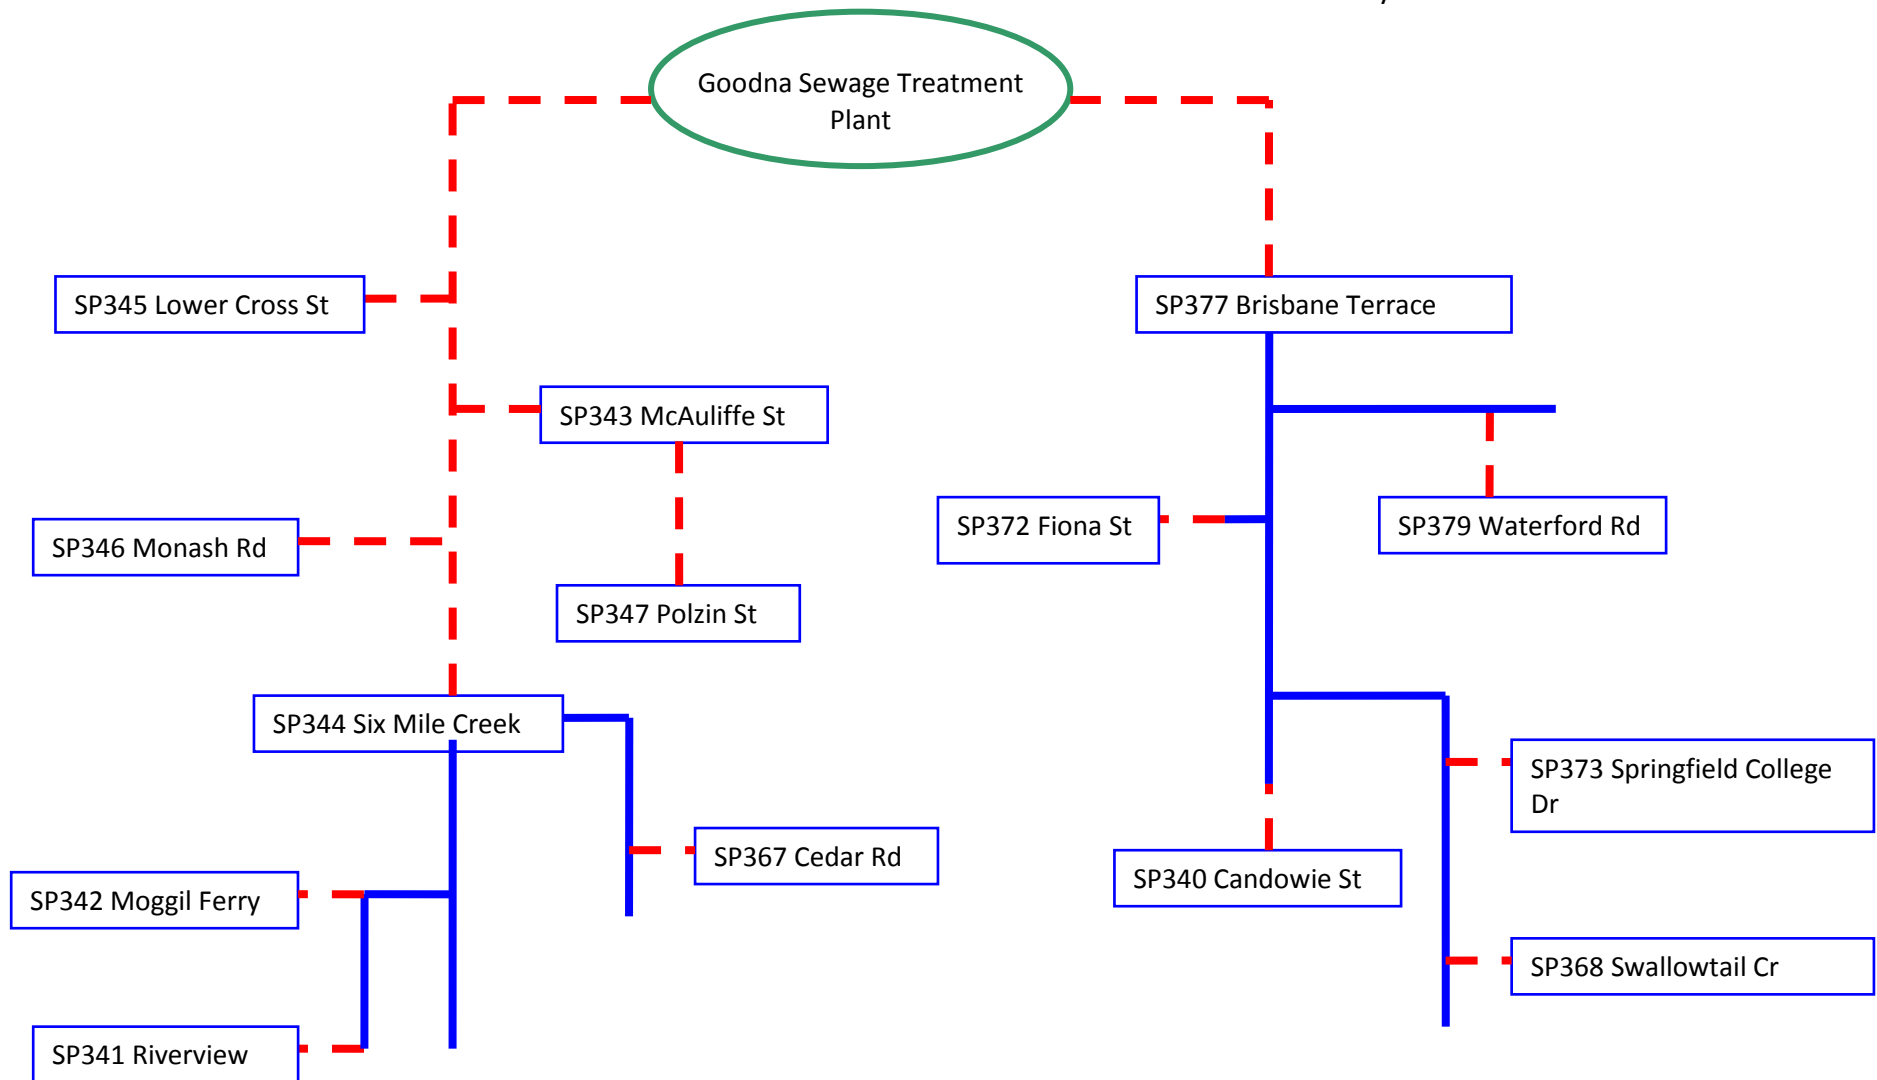 Goodna Sewage Treatment
Plant
SP345 Lower Cross St
SP377 Brisbane Terrace
SP343 McAuliffe St
SP372 Fiona St
SP379 Waterford Rd
SP346 Monash Rd
SP347 Polzin St
SP344 Six Mile Creek
SP373 Springfield College
Dr
SP367 Cedar Rd
SP340 Candowie St
SP342 Moggil Ferry
SP368 Swallowtail Cr
SP341 Riverview